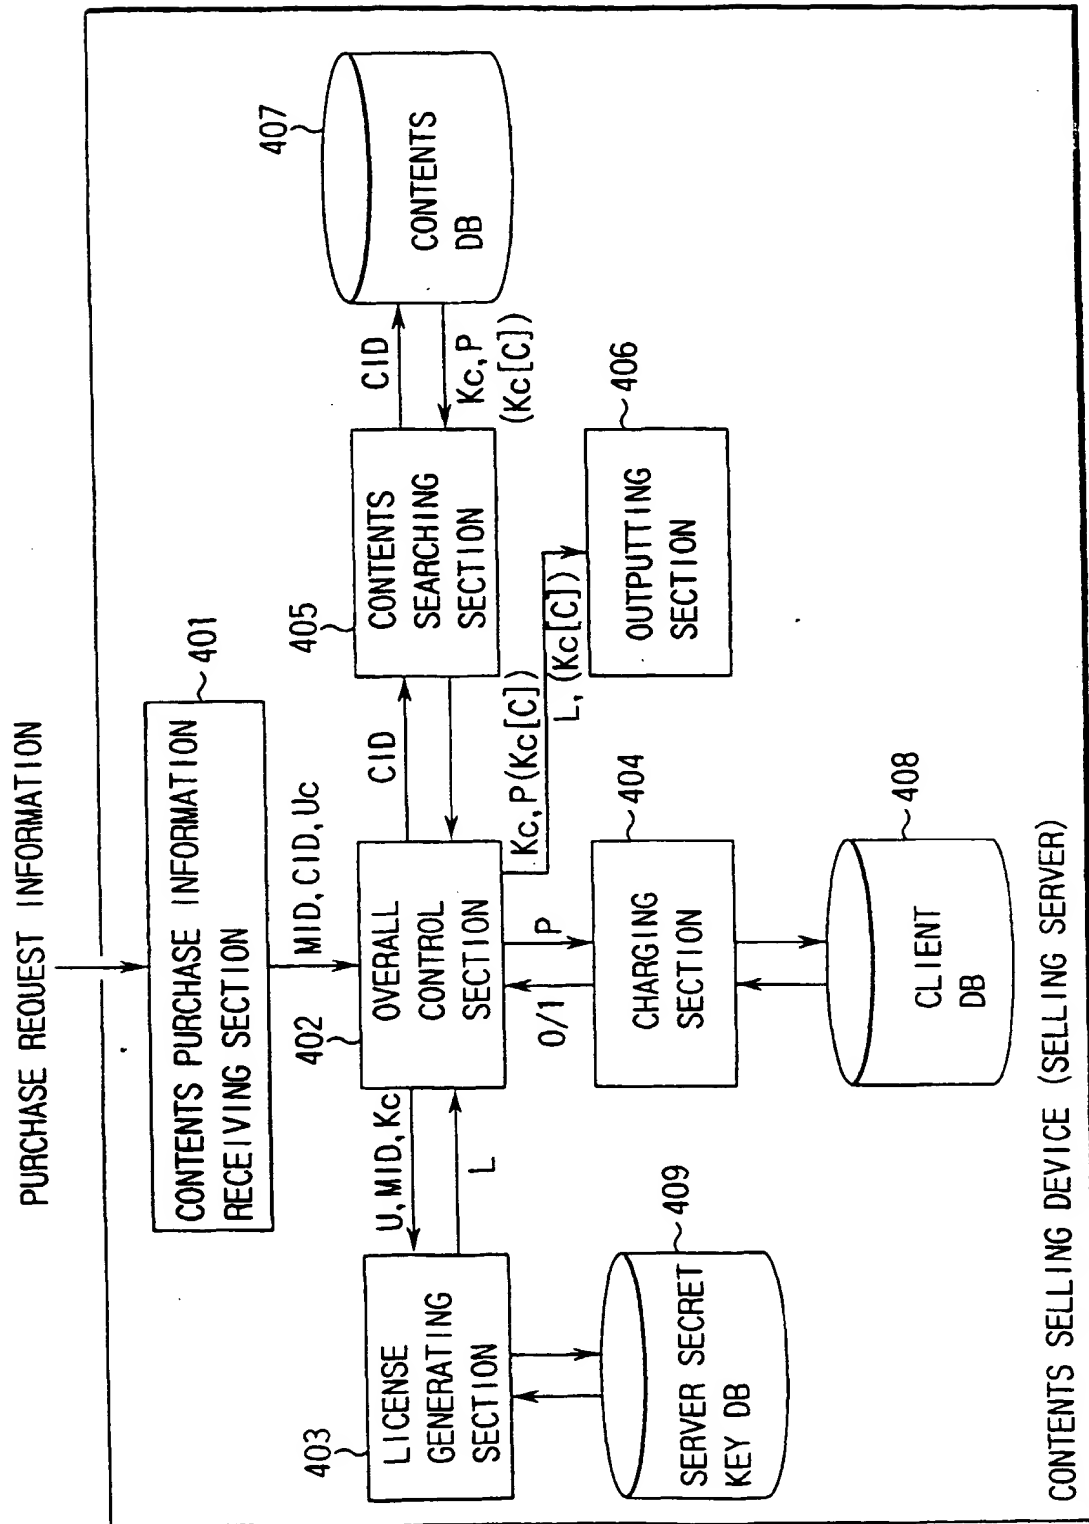 PURCHASE REQUEST INFORMATION
401
CONTENTS PURCHASE INFORMATION
RECEIVING SECTION
MID,CID,Uc
403
LICENSE
GENERATING
SECTION
U,MID,Kc
L
402
OVERALL
CONTROL
SECTION
CID
405
CONTENTS
SEARCHING
SECTION
CID
Kc,P
(Kc[C])
407
CONTENTS
DB
Kc,P(Kc[C])
L,(Kc[C])
0/1
P
409
SERVER SECRET
KEY DB
404
CHARGING
SECTION
406
OUTPUTTING
SECTION
408
CLIENT
DB
CONTENTS SELLING DEVICE (SELLING SERVER)